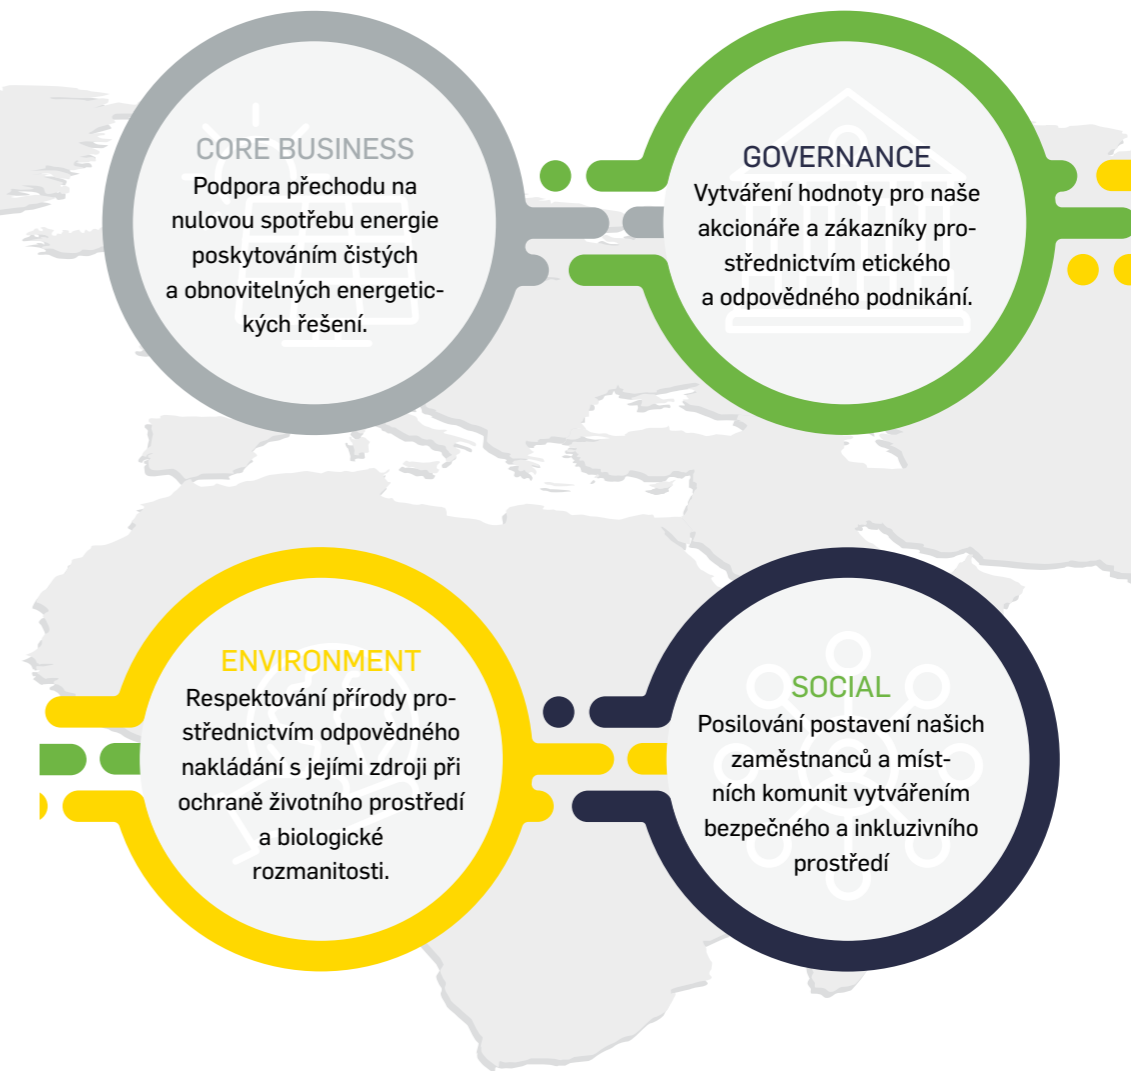 CORE BUSINESS
Podpora přechodu na
nulovou spotřebu energie
poskytováním čistých
a obnovitelných energetic-
kých řešení.
GOVERNANCE
Vytváření hodnoty pro naše
akcionáře a zákazníky pro-
střednictvím etického
a odpovědného podnikání.
ENVIRONMENT
Respektování přírody pro-
střednictvím odpovědného
nakládání s jejími zdroji při
ochraně životního prostředí
a biologické
rozmanitosti.
SOCIAL
Posilování postavení našich
zaměstnanců a míst-
ních komunit vytvářením
bezpečného a inkluzivního
prostředí